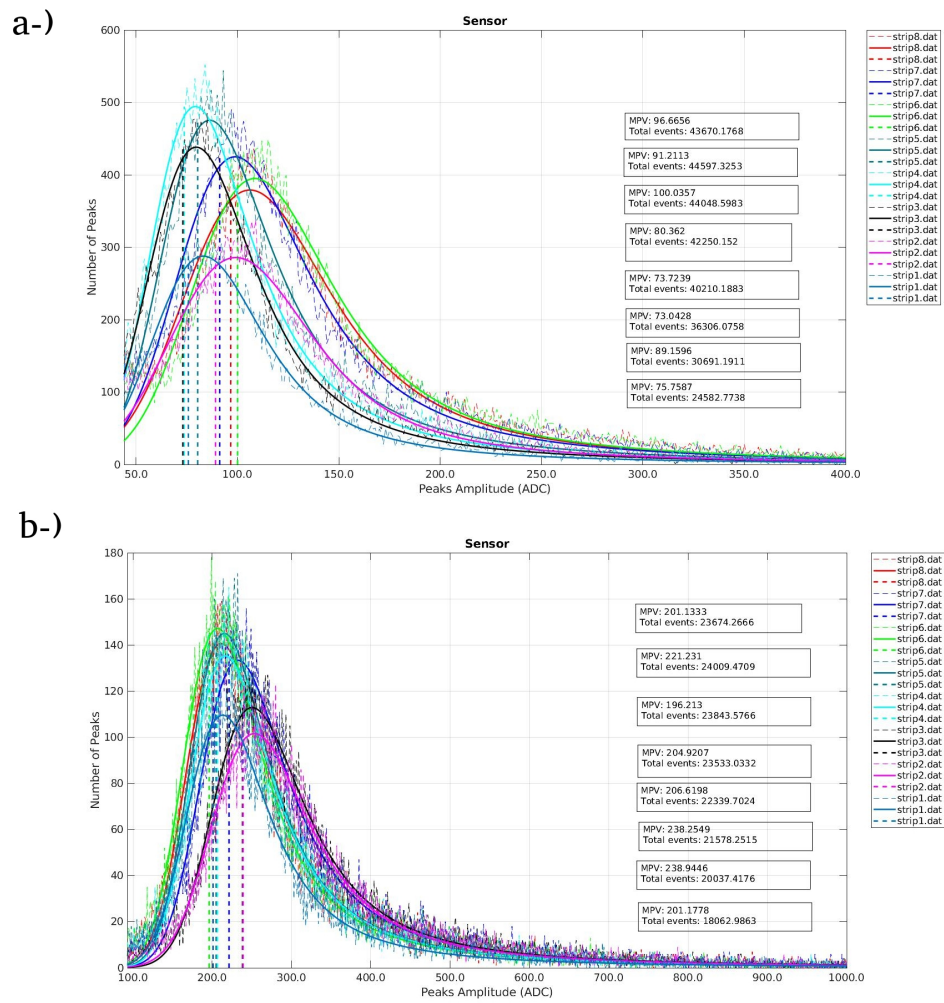 a-)
Sensor
600
500
400
300
200
100
0
Number of Peaks
50.0 100.0 150.0 200.0 250.0 300.0 350.0 400.0
Peaks Amplitude (ADC)
MPV: 96.6656
Total events: 43670.1768
MPV: 91.2113
Total events: 44597.3253
MPV: 100.0357
Total events: 44048.5983
MPV: 80.362
Total events: 42250.152
MPV: 73.7239
Total events: 40210.1883
MPV: 73.0428
Total events: 36306.0758
MPV: 89.1596
Total events: 30691.1911
MPV: 75.7587
Total events: 24582.7738
strip8.dat
strip8.dat
strip8.dat
strip7.dat
strip7.dat
strip7.dat
strip6.dat
strip6.dat
strip6.dat
strip5.dat
strip5.dat
strip5.dat
strip4.dat
strip4.dat
strip4.dat
strip3.dat
strip3.dat
strip3.dat
strip2.dat
strip2.dat
strip2.dat
strip1.dat
strip1.dat
strip1.dat
b-)
Sensor
180
160
140
120
100
80
60
40
20
0
Number of Peaks
100.0 200.0 300.0 400.0 500.0 600.0 700.0 800.0 900.0 1000.0
Peaks Amplitude (ADC)
MPV: 201.1333
Total events: 23674.2666
MPV: 221.231
Total events: 24009.4709
MPV: 196.213
Total events: 23843.5766
MPV: 204.9207
Total events: 23533.0332
MPV: 206.6198
Total events: 22339.7024
MPV: 238.2549
Total events: 21578.2515
MPV: 238.9446
Total events: 20037.4176
MPV: 201.1778
Total events: 18062.9863
strip8.dat
strip8.dat
strip8.dat
strip7.dat
strip7.dat
strip7.dat
strip6.dat
strip6.dat
strip6.dat
strip5.dat
strip5.dat
strip5.dat
strip4.dat
strip4.dat
strip4.dat
strip3.dat
strip3.dat
strip3.dat
strip2.dat
strip2.dat
strip2.dat
strip1.dat
strip1.dat
strip1.dat